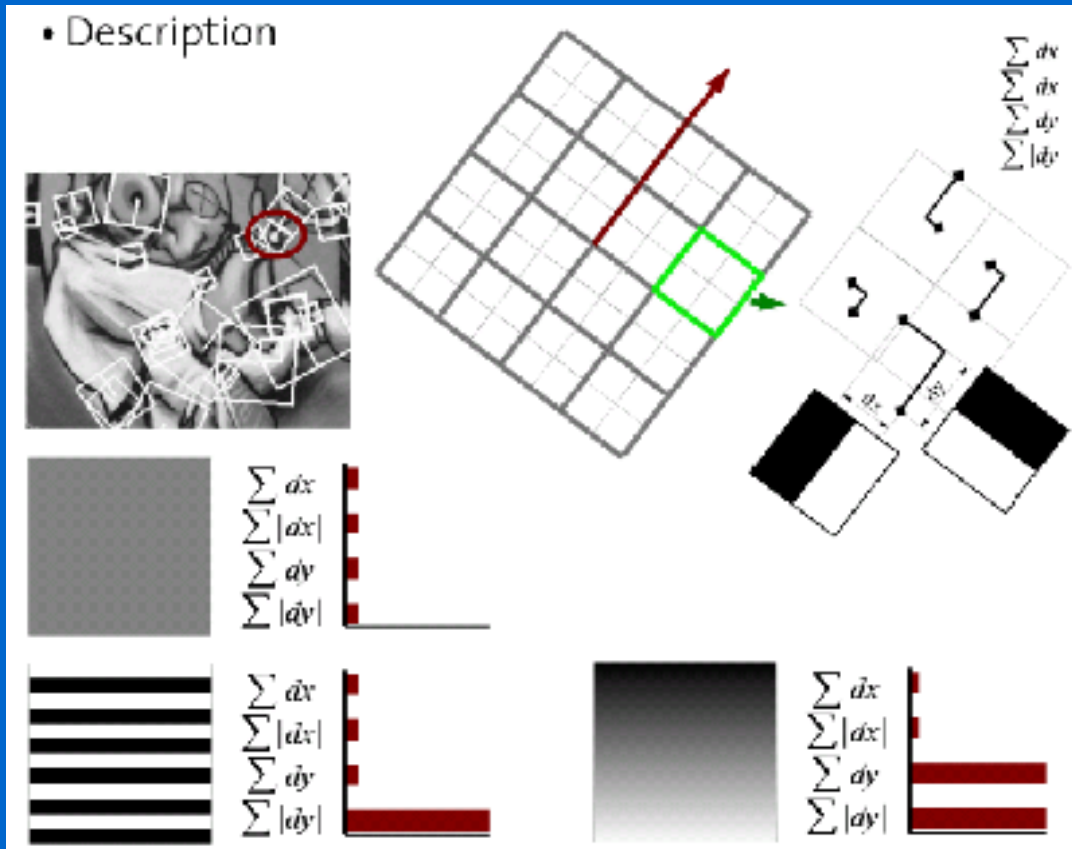 • Description
∑ dx
∑ dx
∑ dy
∑ |dy
dx
dy
∑ dx
∑ |dx|
∑ dy
∑ |dy|
∑ dx
∑ |dx|
∑ dy
∑ |dy|
∑ dx
∑ |dx|
∑ dy
∑ |dy|